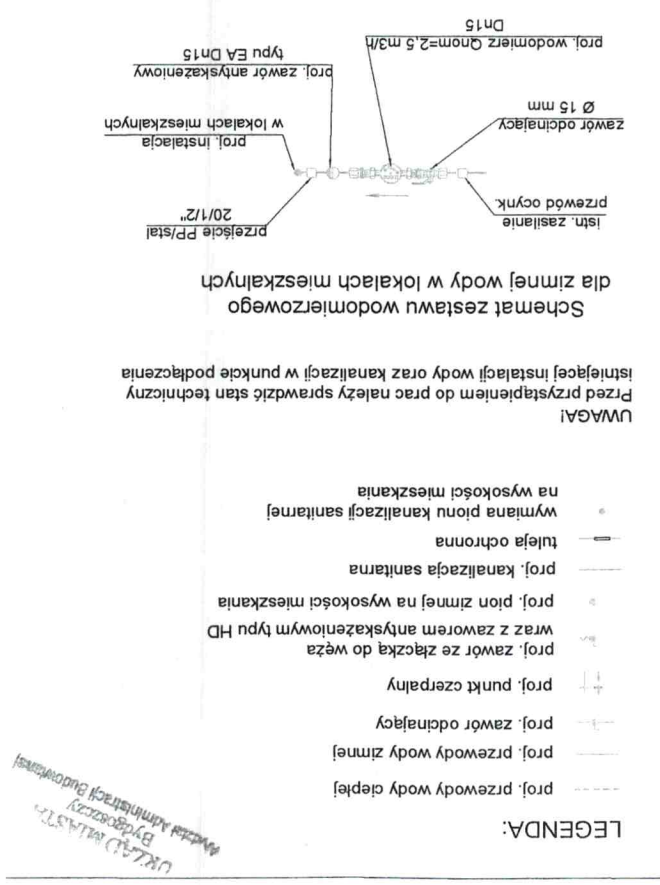 URZĄD MIASTA
Bydgoszczy
Wydział Administracji Budowlanej
LEGENDA:
proj. przewody wody ciepłej
proj. przewody wody zimnej
proj. zawór odcinający
proj. punkt czerpalny
proj. zawór ze złączką do węża
wraz z zaworem antyskażeniowym typu HD
proj. pion zimnej na wysokości mieszkania
proj. kanalizacja sanitarna
tuleja ochronna
wymiana pionu kanalizacji sanitarnej
na wysokości mieszkania
UWAGA!
Przed przystąpieniem do prac należy sprawdzić stan techniczny
istniejącej instalacji wody oraz kanalizacji w punkcie podłączenia
Schemat zestawu wodomierzowego
dla zimnej wody w lokalach mieszkalnych
istn. zasilanie
przewód ocynk.
przejście PP/stal
20/1/2"
zawór odcinający
Ø 15 mm
proj. instalacja
w lokalach mieszkalnych
proj. wodomierz Qnom=2,5 m3/h
Dn15
proj. zawór antyskażeniowy
typu EA Dn15